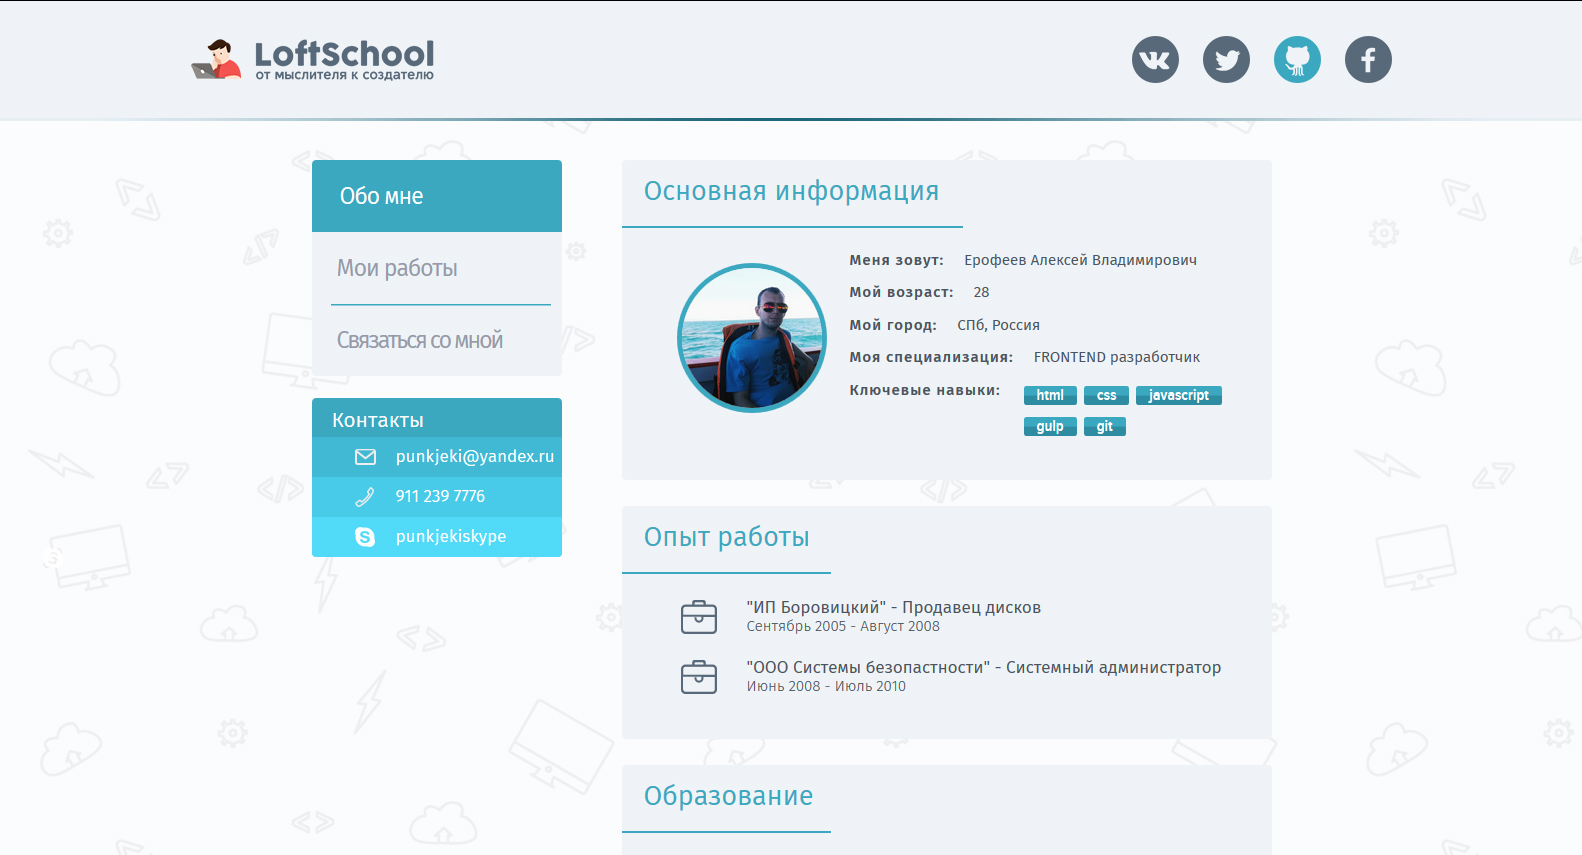 LoftSchool
от мыслителя к создателю
Обо мне
Мои работы
Связаться со мной
Контакты
punkjeki@yandex.ru
911 239 7776
punkjekiskype
Основная информация
Меня зовут: Ерофеев Алексей Владимирович
Мой возраст: 28
Мой город: СПб, Россия
Моя специализация: FRONTEND разработчик
Ключевые навыки: html css javascript
gulp git
Опыт работы
"ИП Боровицкий" - Продавец дисков
Сентябрь 2005 - Август 2008
"ООО Системы безопастности" - Системный администратор
Июнь 2008 - Июль 2010
Образование